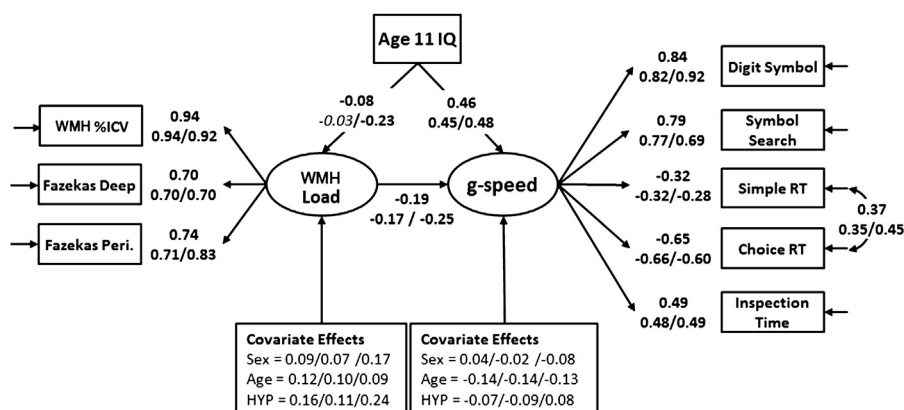 Age 11 IQ
-0.08
-0.03/-0.23
0.46
0.45/0.48
WMH %ICV
0.94
0.94/0.92
Fazekas Deep
0.70
0.70/0.70
Fazekas Peri.
0.74
0.71/0.83
WMH
Load
-0.19
-0.17 / -0.25
g-speed
0.84
0.82/0.92
Digit Symbol
0.79
0.77/0.69
Symbol
Search
-0.32
-0.32/-0.28
Simple RT
0.37
0.35/0.45
-0.65
-0.66/-0.60
Choice RT
0.49
0.48/0.49
Inspection
Time
Covariate Effects
Sex = 0.09/0.07 /0.17
Age = 0.12/0.10/0.09
HYP = 0.16/0.11/0.24
Covariate Effects
Sex = 0.04/-0.02 /-0.08
Age = -0.14/-0.14/-0.13
HYP = -0.07/-0.09/0.08